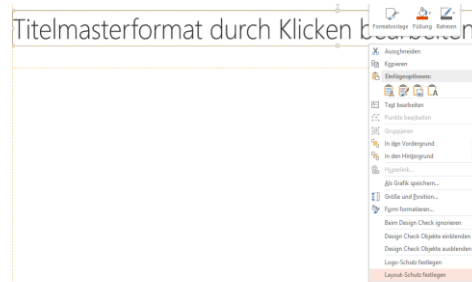 Titelmasterformat durch Klicken bearbeiten
Formatvorlage Füllung Rahmen
Ausschneiden
Kopieren
Einfügeoptionen:
Text bearbeiten
Punkte bearbeiten
Gruppieren
In den Vordergrund
In den Hintergrund
Hyperlink...
Als Grafik speichern...
Größe und Position...
Form formatieren...
Beim Design Check ignorieren
Design Check Objekte einblenden
Design Check Objekte ausblenden
Logo-Schutz festlegen
Layout-Schutz festlegen